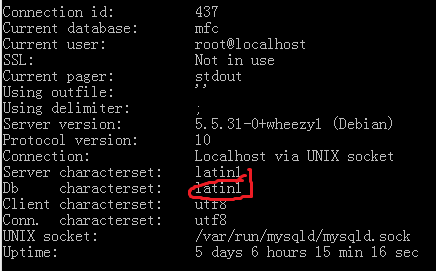 Connection id: 437
Current database: mfc
Current user: root@localhost
SSL: Not in use
Current pager: stdout
Using outfile: ''
Using delimiter: ;
Server version: 5.5.31-0+wheezy1 (Debian)
Protocol version: 10
Connection: Localhost via UNIX socket
Server characterset: latin1
Db characterset: latin1
Client characterset: utf8
Conn. characterset: utf8
UNIX socket: /var/run/mysqld/mysqld.sock
Uptime: 5 days 6 hours 15 min 16 sec